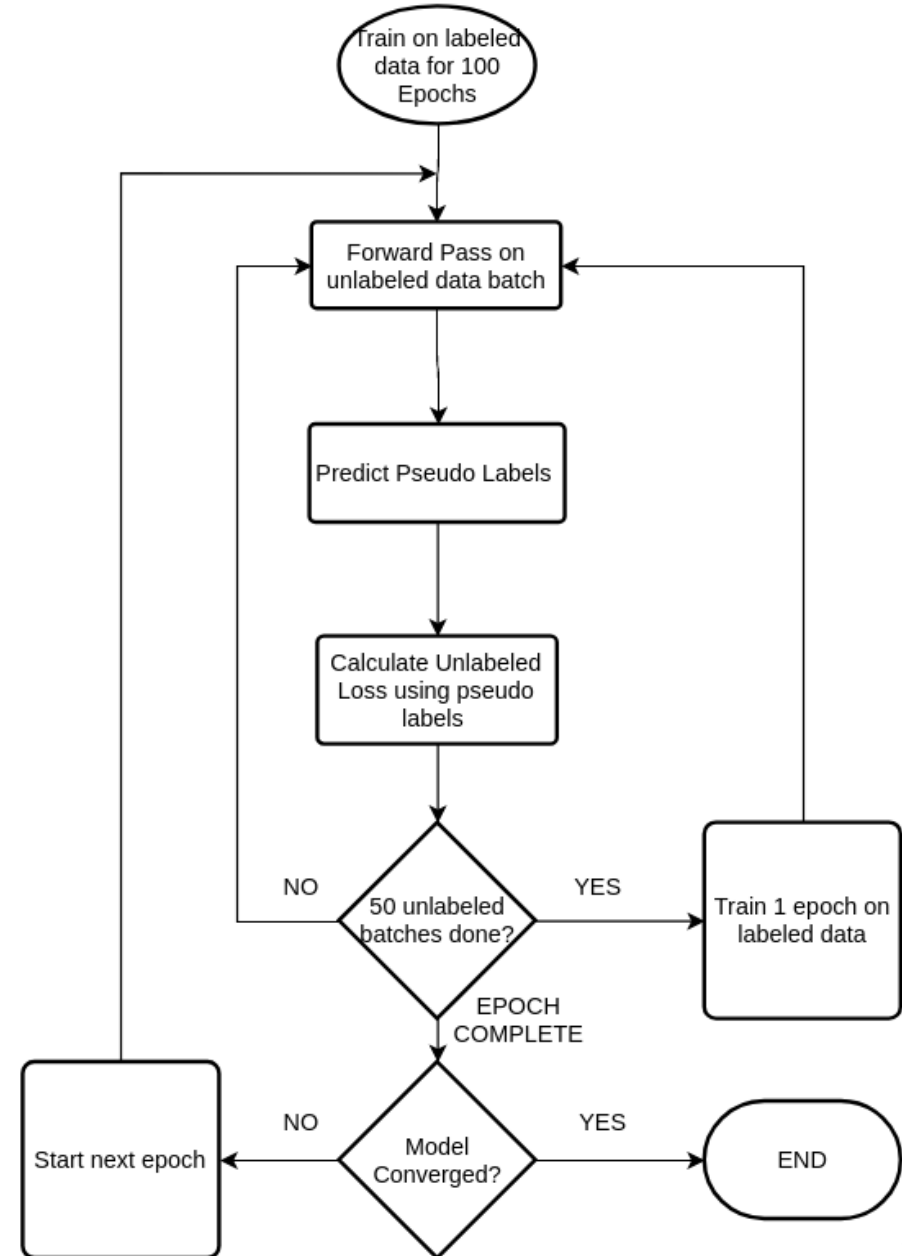 Train on labeled
data for 100
Epochs
Forward Pass on
unlabeled data batch
Predict Pseudo Labels
Calculate Unlabeled
Loss using pseudo
labels
NO
50 unlabeled
batches done?
YES
Train 1 epoch on
labeled data
EPOCH
COMPLETE
Start next epoch
NO
Model
Converged?
YES
END